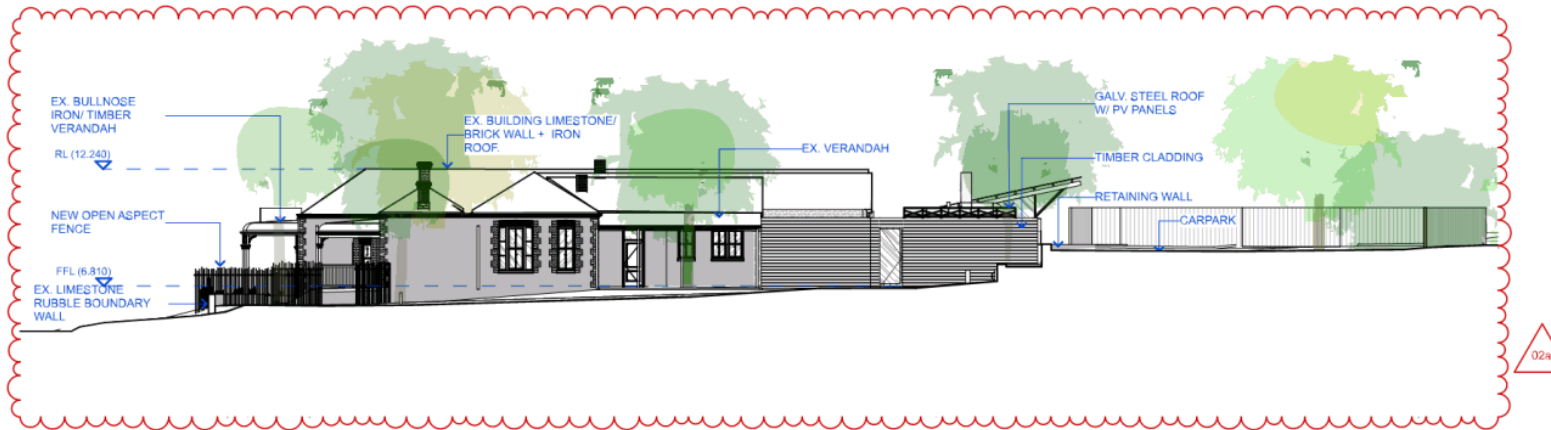 EX. BULLNOSE
IRON/ TIMBER
VERANDAH
RL (12.240)
NEW OPEN ASPECT
FENCE
FFL (6.810)
EX. LIMESTONE
RUBBLE BOUNDARY
WALL
EX. BUILDING LIMESTONE/
BRICK WALL + IRON
ROOF.
EX. VERANDAH
GALV. STEEL ROOF
W/ PV PANELS
TIMBER CLADDING
RETAINING WALL
CARPARK
02a